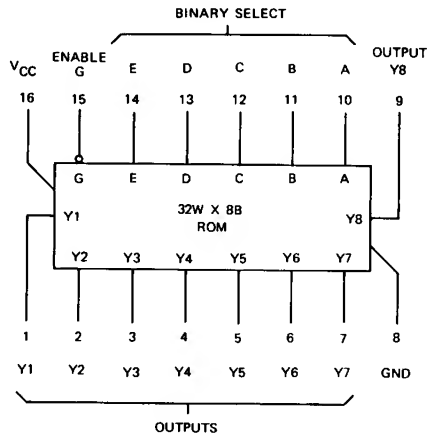 BINARY SELECT
ENABLE OUTPUT
VCC G E D C B A Y8
16 15 14 13 12 11 10 9
G E D C B A
32W X 8B
ROM
Y1 Y8
Y2 Y3 Y4 Y5 Y6 Y7
1 2 3 4 5 6 7 8
Y1 Y2 Y3 Y4 Y5 Y6 Y7 GND
OUTPUTS